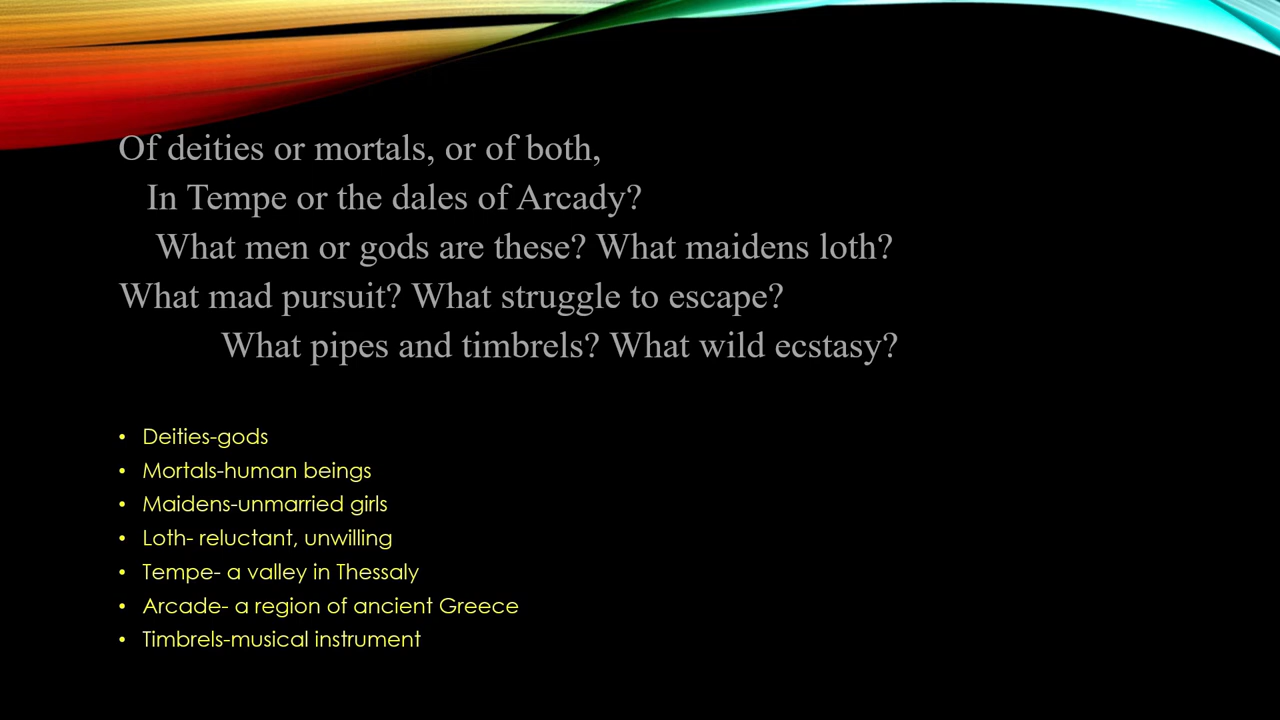 Of deities or mortals, or of both,
In Tempe or the dales of Arcady?
What men or gods are these? What maidens loth?
What mad pursuit? What struggle to escape?
What pipes and timbrels? What wild ecstasy?
• Deities-gods
• Mortals-human beings
• Maidens-unmarried girls
• Loth- reluctant, unwilling
• Tempe- a valley in Thessaly
• Arcade- a region of ancient Greece
• Timbrels-musical instrument